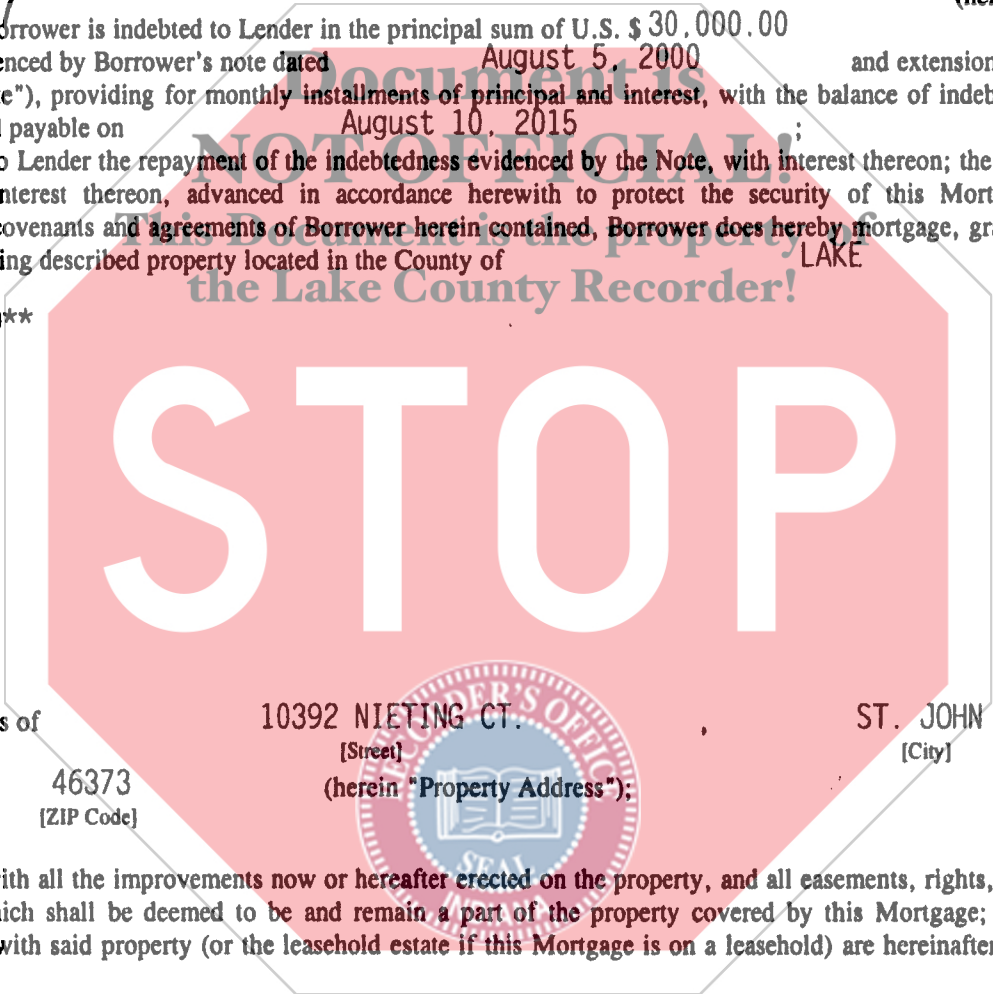 orrower is indebted to Lender in the principal sum of U.S. $ 30,000.00
enced by Borrower's note dated August 5, 2000 and extension
e"), providing for monthly installments of principal and interest, with the balance of indeb
payable on August 10, 2015 ;
o Lender the repayment of the indebtedness evidenced by the Note, with interest thereon; the
nterest thereon, advanced in accordance herewith to protect the security of this Mort
ovenants and agreements of Borrower herein contained, Borrower does hereby mortgage, gra
ing described property located in the County of LAKE
**
Document is
NOT OFFICIAL!
This Document is the property of
the Lake County Recorder!
STOP
s of 10392 NIETING CT. , ST. JOHN
[Street] [City]
46373 (herein "Property Address");
[ZIP Code]
RECORDER'S OFFICE
SEAL
INDIANA
ith all the improvements now or hereafter erected on the property, and all easements, rights,
ich shall be deemed to be and remain a part of the property covered by this Mortgage;
with said property (or the leasehold estate if this Mortgage is on a leasehold) are hereinafter